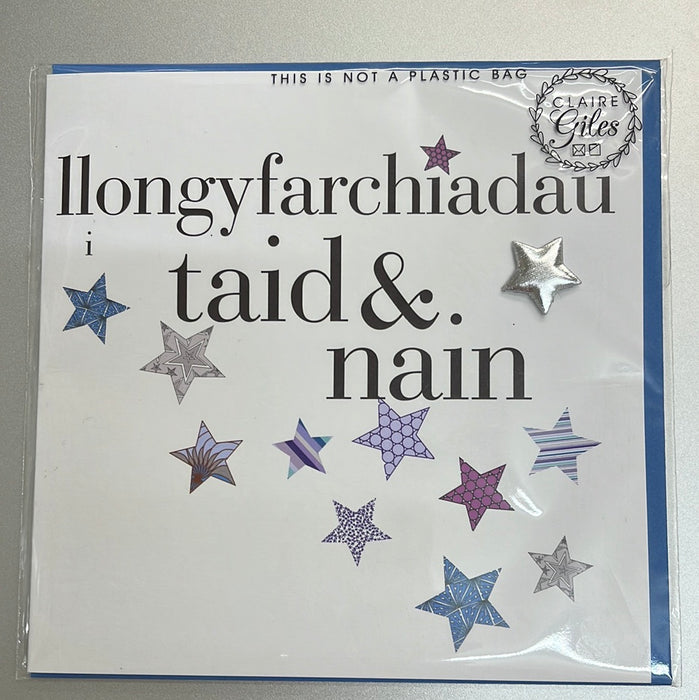 THIS IS NOT A PLASTIC BAG
CLAIRE
Giles
llongyfarchiadau
i
taid &
nain